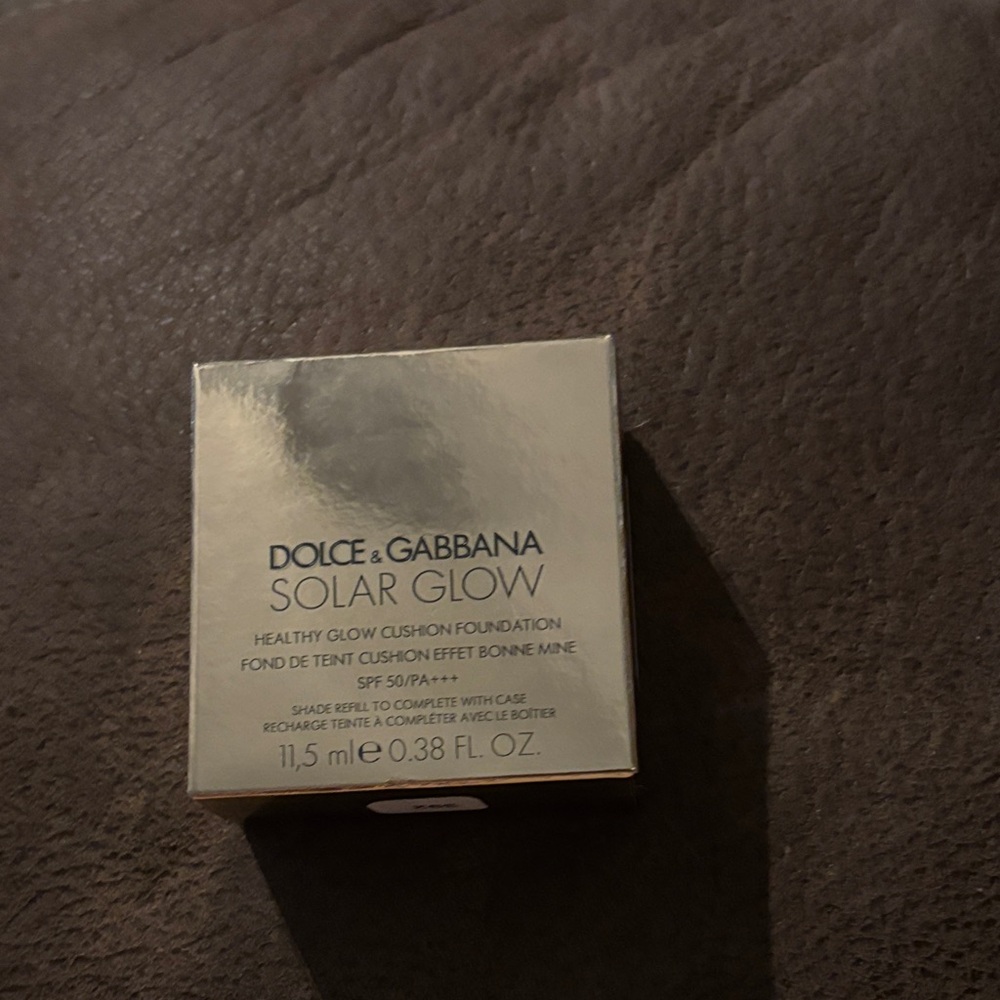 DOLCE & GABBANA
SOLAR GLOW
HEALTHY GLOW CUSHION FOUNDATION
FOND DE TEINT CUSHION EFFET BONNE MINE
SPF 50/PA+++
SHADE REFILL TO COMPLETE WITH CASE
RECHARGE TEINTE À COMPLÉTER AVEC LE BOÎTIER
11,5 ml e 0.38 FL. OZ.